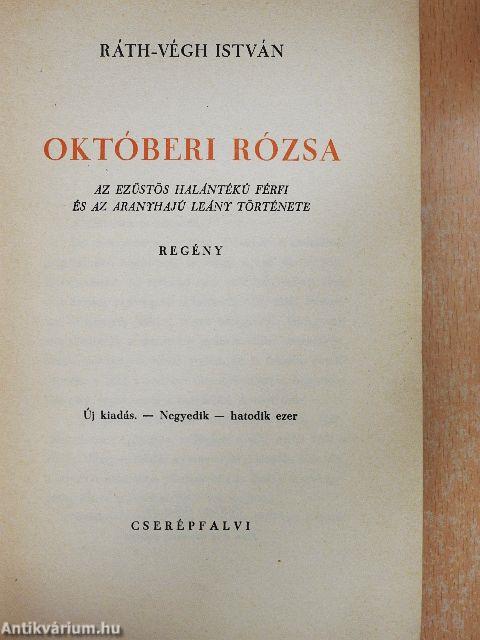 RÁTH-VÉGH ISTVÁN
OKTÓBERI RÓZSA
AZ EZÜSTÖS HALÁNTÉKÚ FÉRFI
ÉS AZ ARANYHAJÚ LEÁNY TÖRTÉNETE
REGÉNY
Új kiadás. — Negyedik — hatodik ezer
CSERÉPFALVI
Antikvárium.hu